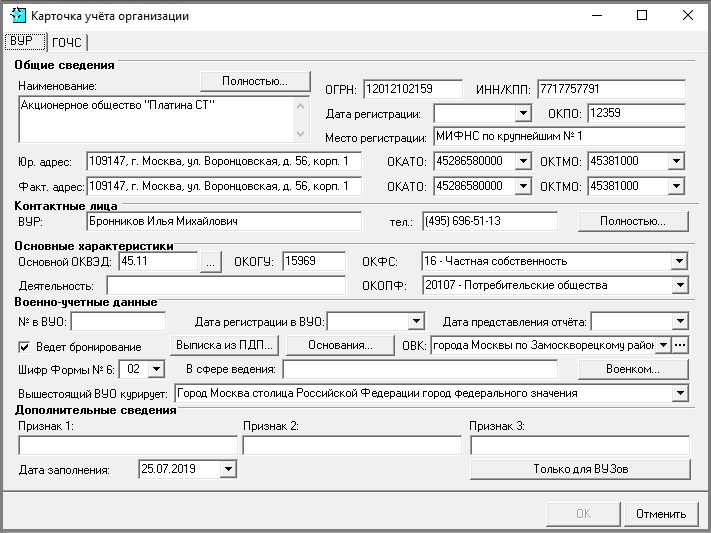 Карточка учёта организации
ВУР ГОЧС
Общие сведения
Наименование: Полностью... ОГРН: 12012102159 ИНН/КПП: 7717757791
Акционерное общество "Платина СТ"
Дата регистрации: ОКПО: 12359
Место регистрации: МИФНС по крупнейшим № 1
Юр. адрес: 109147, г. Москва, ул. Воронцовская, д. 56, корп. 1 ОКАТО: 45286580000 ОКТМО: 45381000
Факт. адрес: 109147, г. Москва, ул. Воронцовская, д. 56, корп. 1 ОКАТО: 45286580000 ОКТМО: 45381000
Контактные лица
ВУР: Бронников Илья Михайлович тел.: (495) 696-51-13 Полностью...
Основные характеристики
Основной ОКВЭД: 45.11 ... ОКОГУ: 15969 ОКФС: 16 - Частная собственность
Деятельность: ОКОПФ: 20107 - Потребительские общества
Военно-учетные данные
№ в ВУО: Дата регистрации в ВУО: Дата представления отчёта:
Ведет бронирование Выписка из ПДП... Основания... ОВК: города Москвы по Замоскворецкому район ...
Шифр Формы № 6: 02 В сфере ведения: Военком...
Вышестоящий ВУО курирует: Город Москва столица Российской Федерации город федерального значения
Дополнительные сведения
Признак 1: Признак 2: Признак 3:
Дата заполнения: 25.07.2019 Только для ВУЗов
OK Отменить